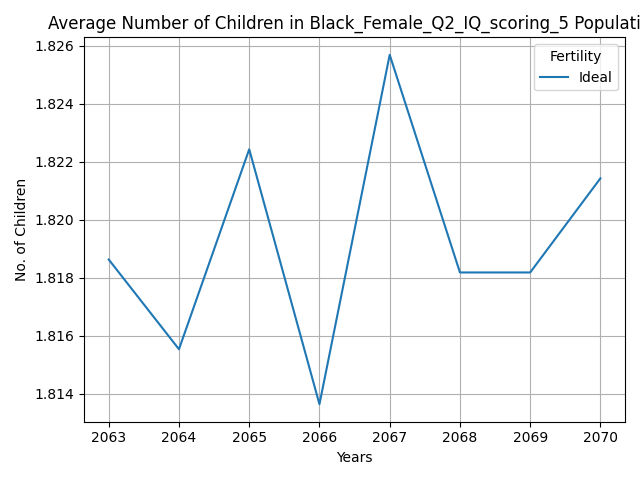 Average Number of Children in Black_Female_Q2_IQ_scoring_5 Populati
Fertility
Ideal
1.826
1.824
1.822
1.820
1.818
1.816
1.814
No. of Children
2063 2064 2065 2066 2067 2068 2069 2070
Years